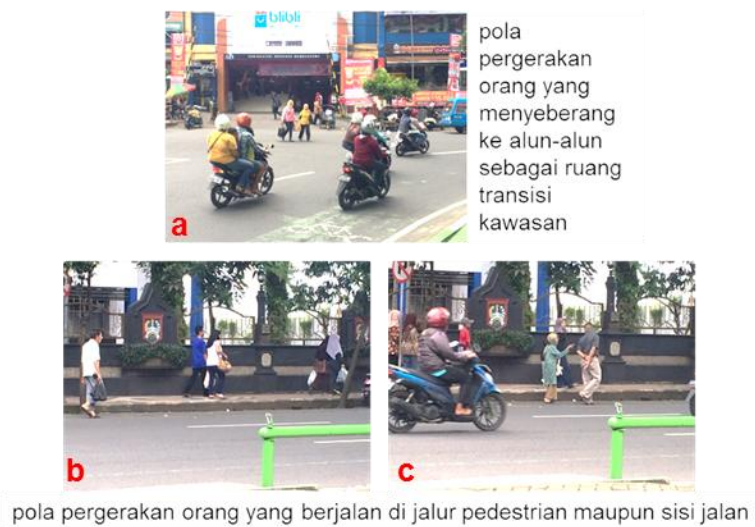 blibli
pola
pergerakan
orang yang
menyeberang
ke alun-alun
sebagai ruang
transisi
kawasan
a
b
c
pola pergerakan orang yang berjalan di jalur pedestrian maupun sisi jalan